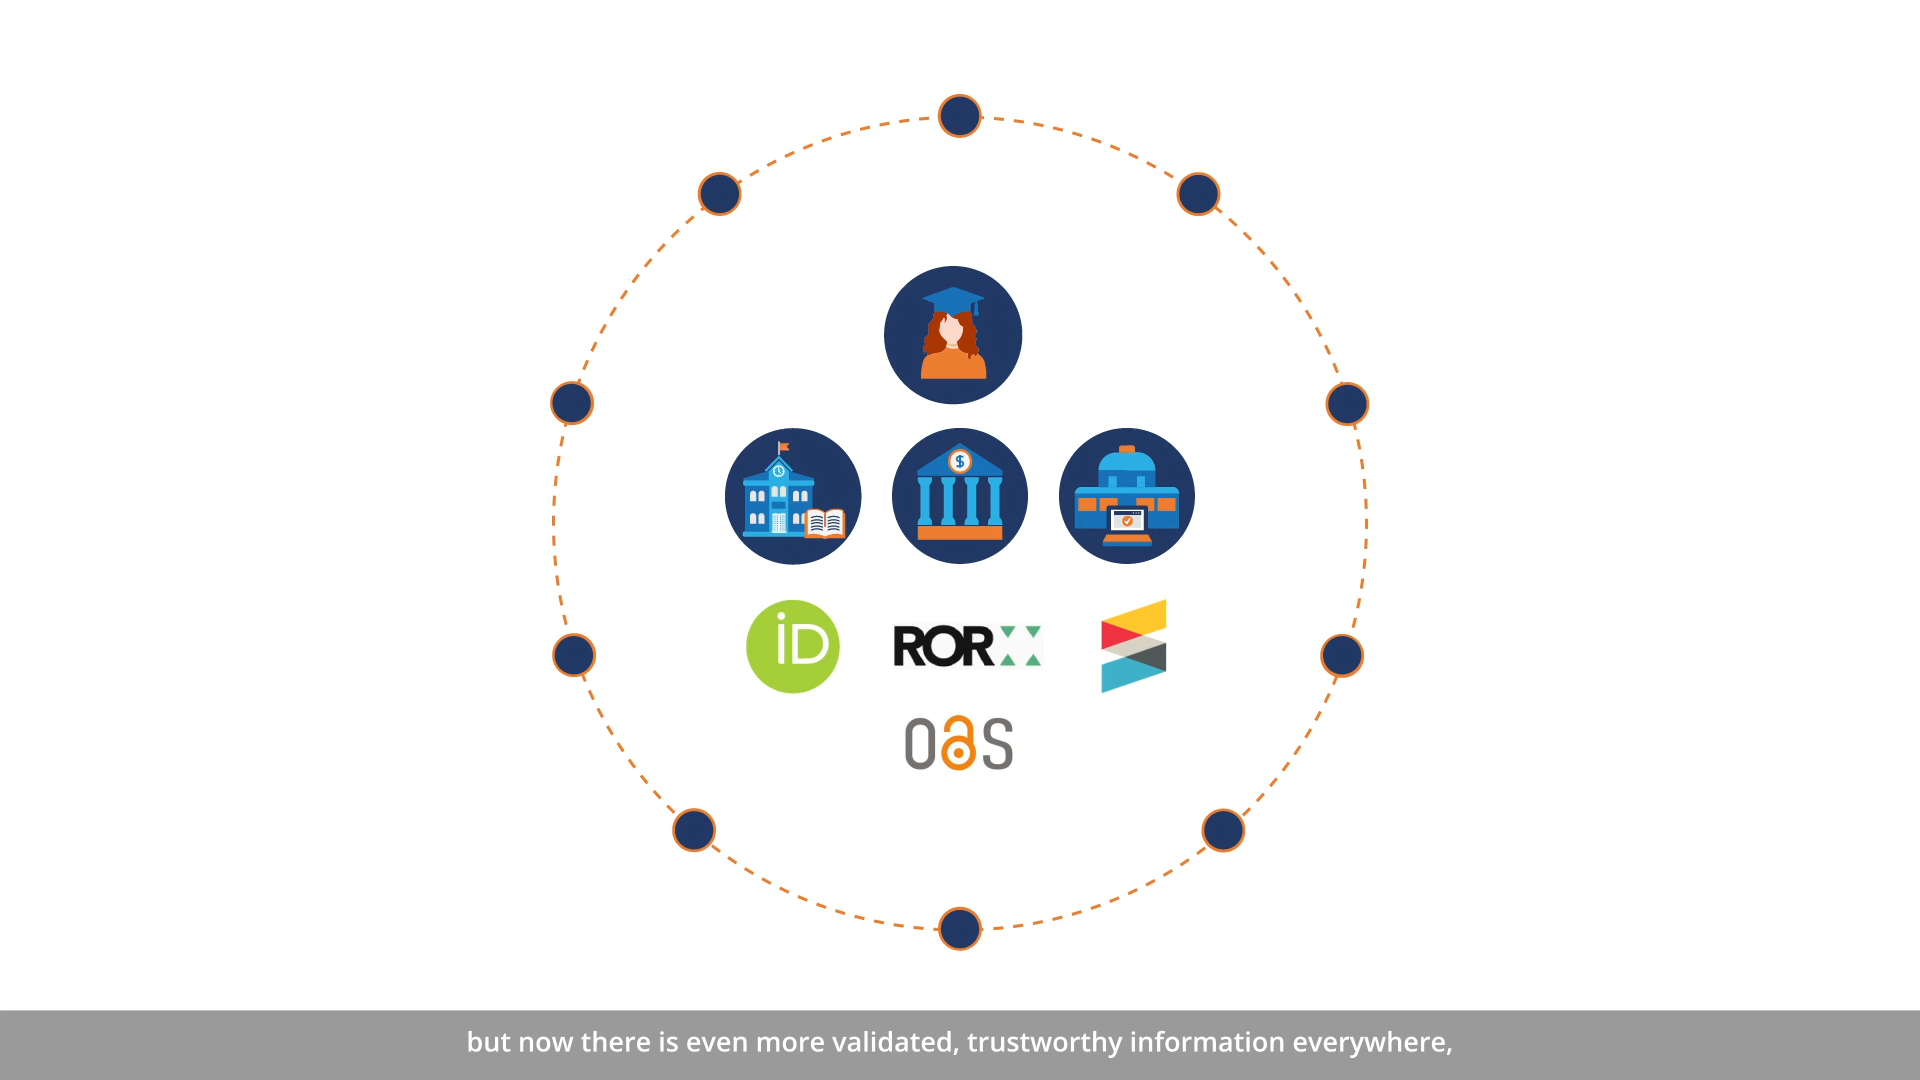 $
iD
ROR
OaS
but now there is even more validated, trustworthy information everywhere,